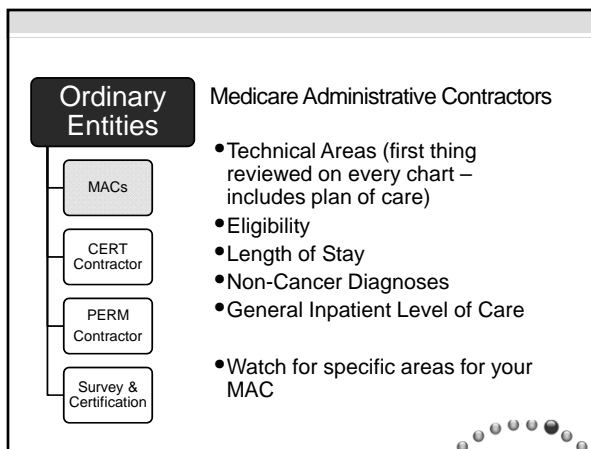 Ordinary
Entities
MACs
CERT
Contractor
PERM
Contractor
Survey &
Certification
Medicare Administrative Contractors
•Technical Areas (first thing
reviewed on every chart –
includes plan of care)
•Eligibility
•Length of Stay
•Non-Cancer Diagnoses
•General Inpatient Level of Care
•Watch for specific areas for your
MAC